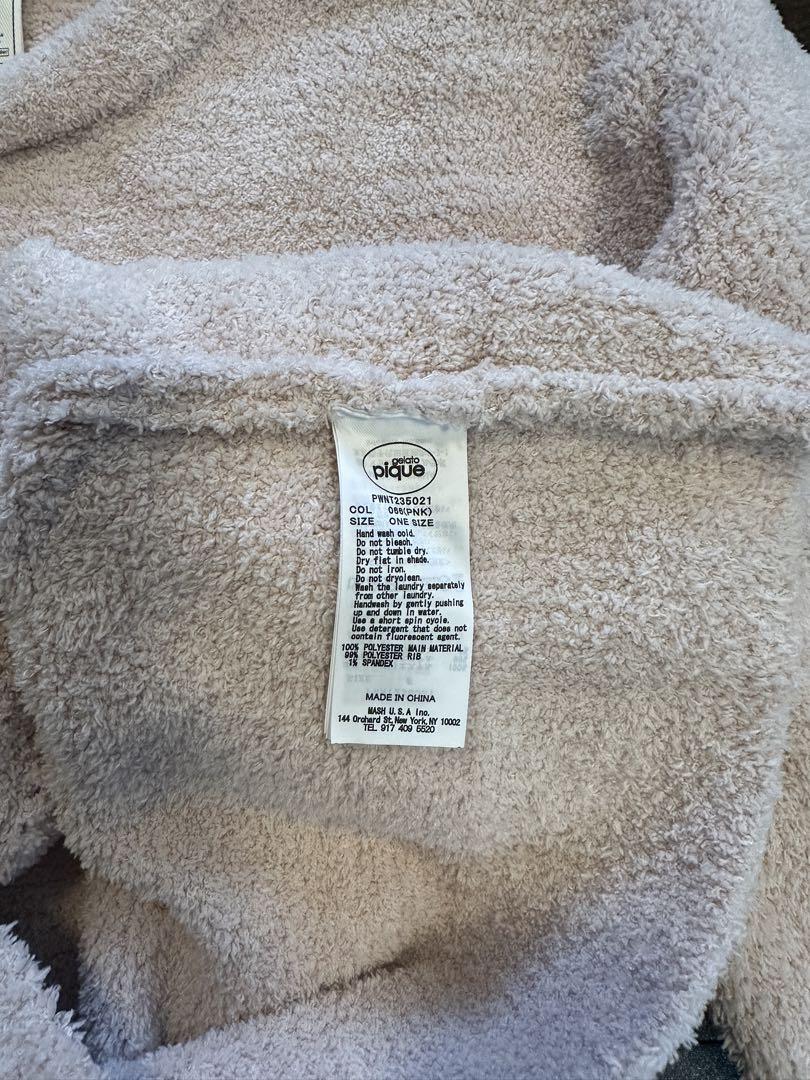 gelato
pique
PWNT235021
COL 066(PNK)
SIZE ONE SIZE
Hand wash cold.
Do not bleach.
Do not tumble dry.
Dry flat in shade.
Do not iron.
Do not dryclean.
Wash the laundry separately
from other laundry.
Handwash by gently pushing
up and down in water.
Use a short spin cycle.
Use detergent that does not
contain fluorescent agent.
100% POLYESTER MAIN MATERIAL
99% POLYESTER RIB
1% SPANDEX
MADE IN CHINA
MASH U.S.A Inc.
144 Orchard St, New York, NY 10002
TEL 917 409 5520